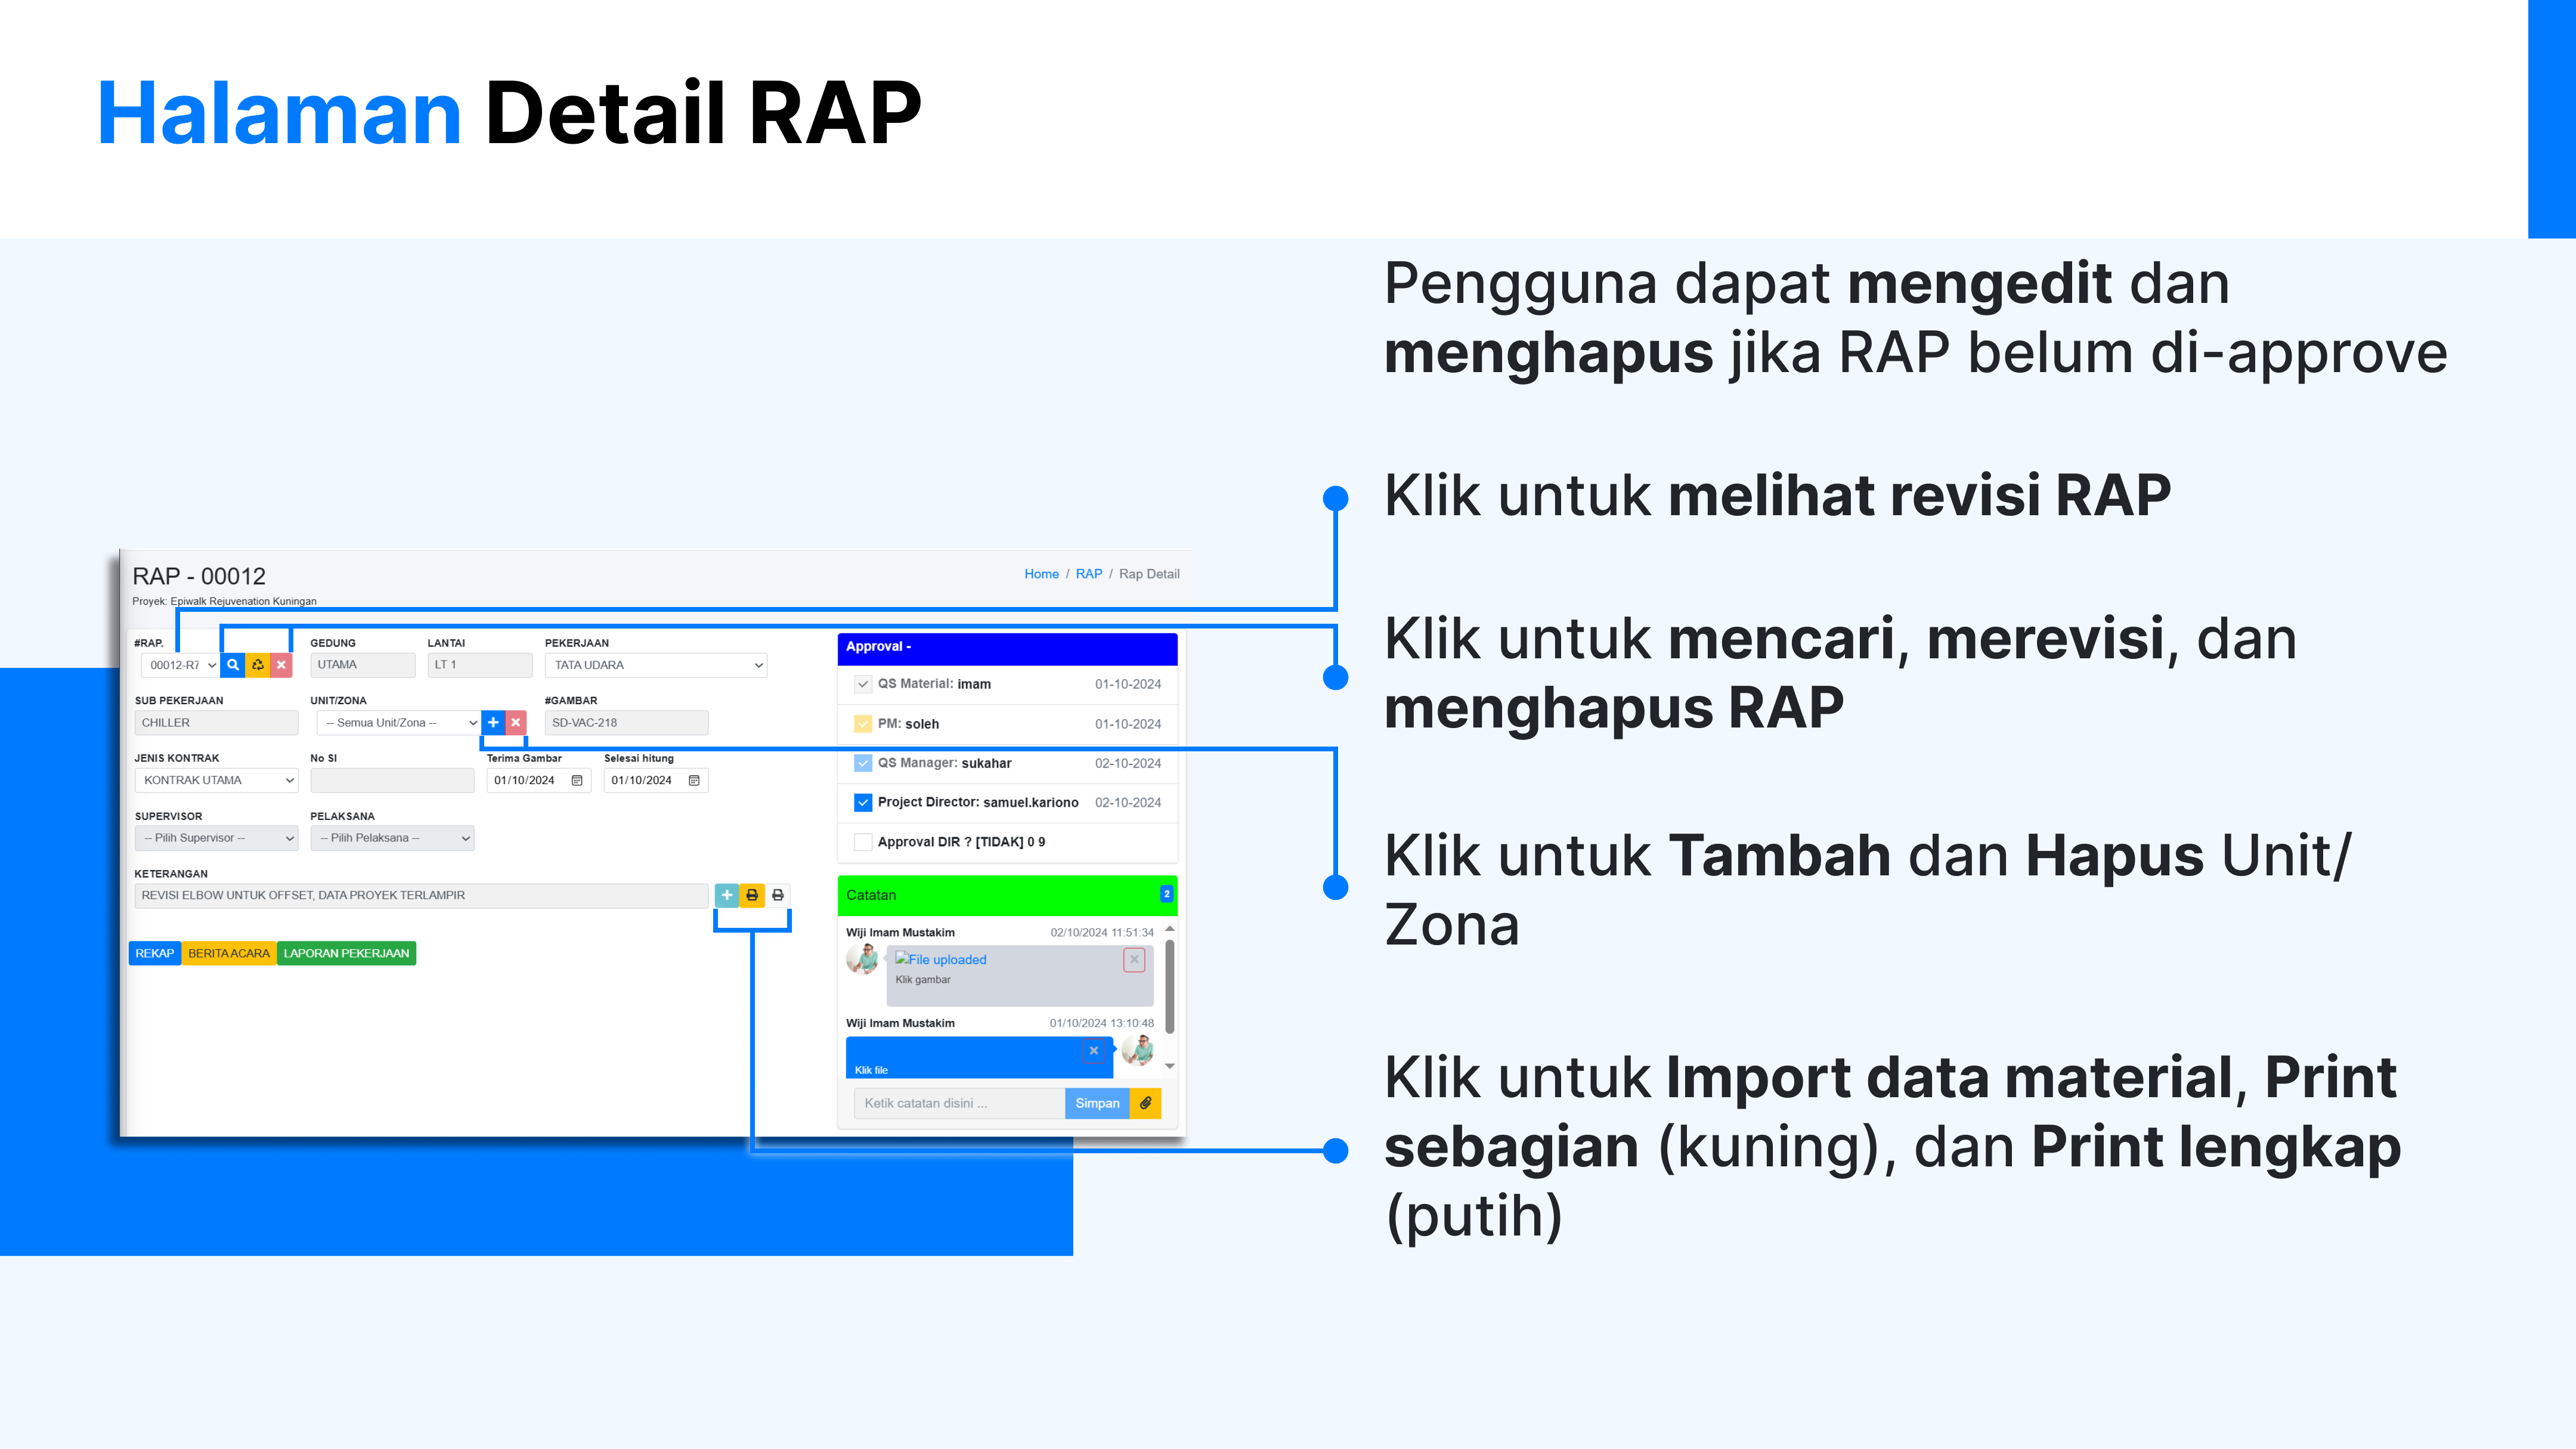 Halaman Detail RAP
Pengguna dapat mengedit dan
menghapus jika RAP belum di-approve
Klik untuk melihat revisi RAP
Klik untuk mencari, merevisi, dan
menghapus RAP
Klik untuk Tambah dan Hapus Unit/
Zona
Klik untuk Import data material, Print
sebagian (kuning), dan Print lengkap
(putih)
RAP - 00012
Home / RAP / Rap Detail
Proyek: Epiwalk Rejuvenation Kuningan
#RAP. GEDUNG LANTAI PEKERJAAN
00012-R7 UTAMA LT 1 TATA UDARA
SUB PEKERJAAN UNIT/ZONA #GAMBAR
CHILLER -- Semua Unit/Zona -- SD-VAC-218
JENIS KONTRAK No SI Terima Gambar Selesai hitung
KONTRAK UTAMA 01/10/2024 01/10/2024
SUPERVISOR PELAKSANA
-- Pilih Supervisor -- -- Pilih Pelaksana --
KETERANGAN
REVISI ELBOW UNTUK OFFSET, DATA PROYEK TERLAMPIR
REKAP BERITA ACARA LAPORAN PEKERJAAN
Approval -
QS Material: imam 01-10-2024
PM: soleh 01-10-2024
QS Manager: sukahar 02-10-2024
Project Director: samuel.kariono 02-10-2024
Approval DIR ? [TIDAK] 0 9
Catatan 2
Wiji Imam Mustakim 02/10/2024 11:51:34
File uploaded
Klik gambar
Wiji Imam Mustakim 01/10/2024 13:10:48
Klik file
Ketik catatan disini ... Simpan